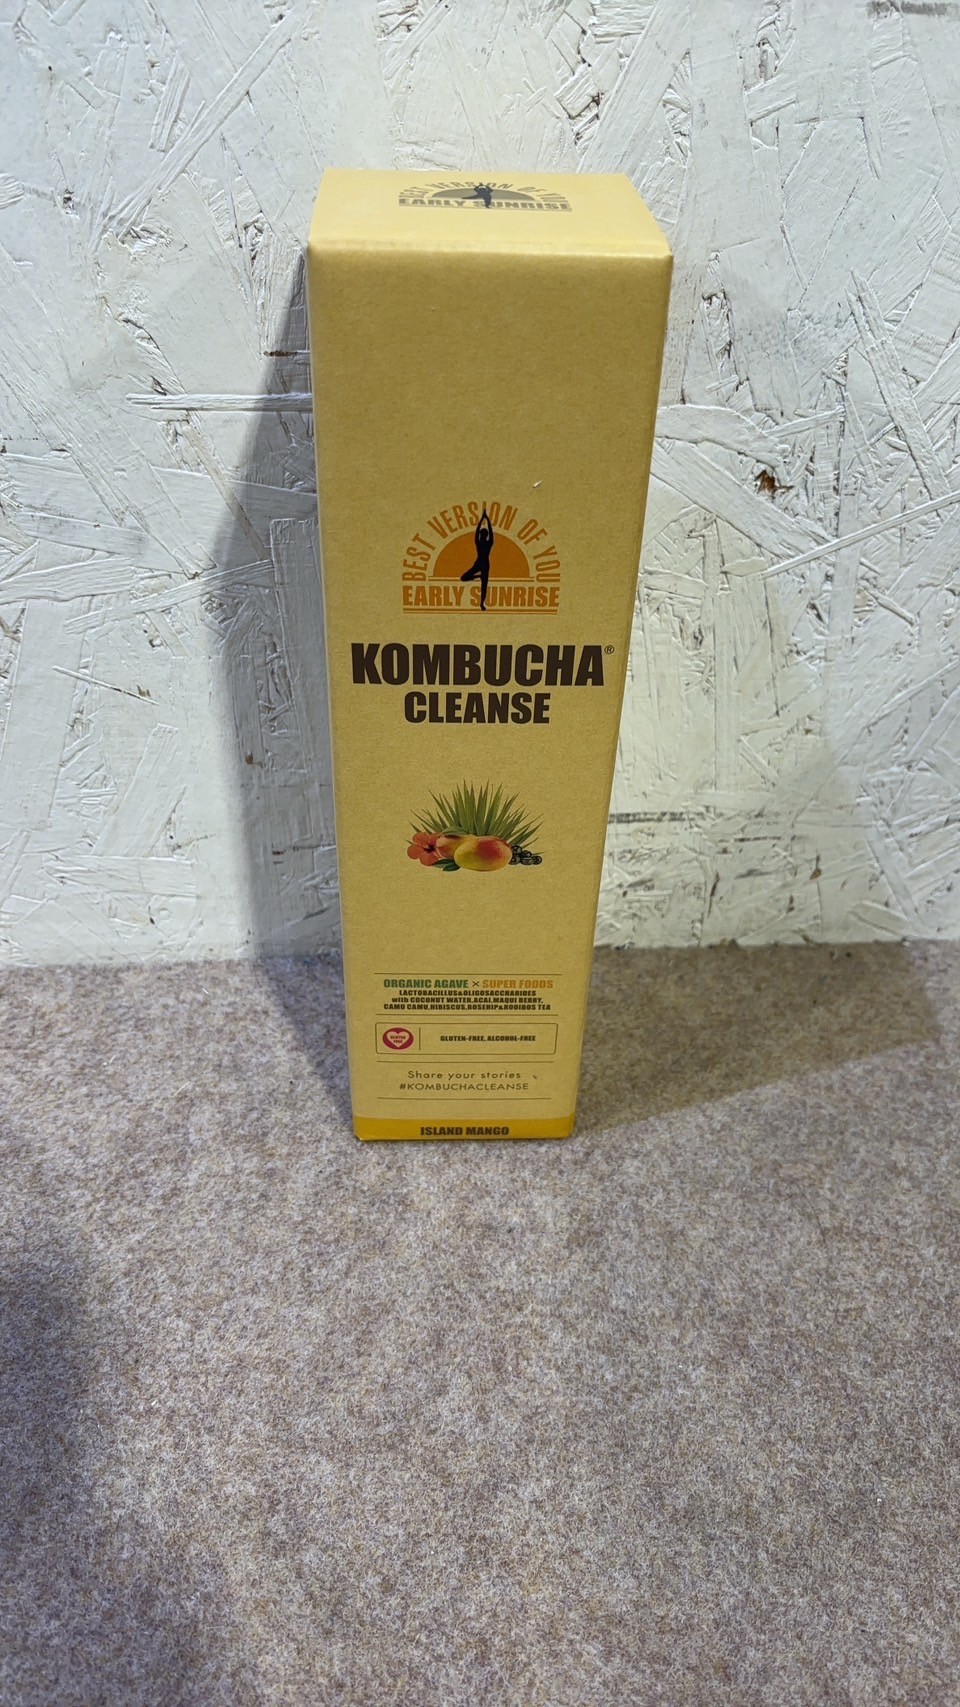 BEST VERSION OF YOU
EARLY SUNRISE
BEST VERSION OF YOU
EARLY SUNRISE
KOMBUCHA®
CLEANSE
ORGANIC AGAVE × SUPER FOODS
LACTOBACILLUS&OLIGOSACCHARIDES
with COCONUT WATER,ACAI,MAQUI BERRY,
CAMU CAMU,HIBISCUS,ROSEHIP&ROOIBOS TEA
GLUTEN
FREE
GLUTEN-FREE, ALCOHOL-FREE
Share your stories
#KOMBUCHACLEANSE
ISLAND MANGO